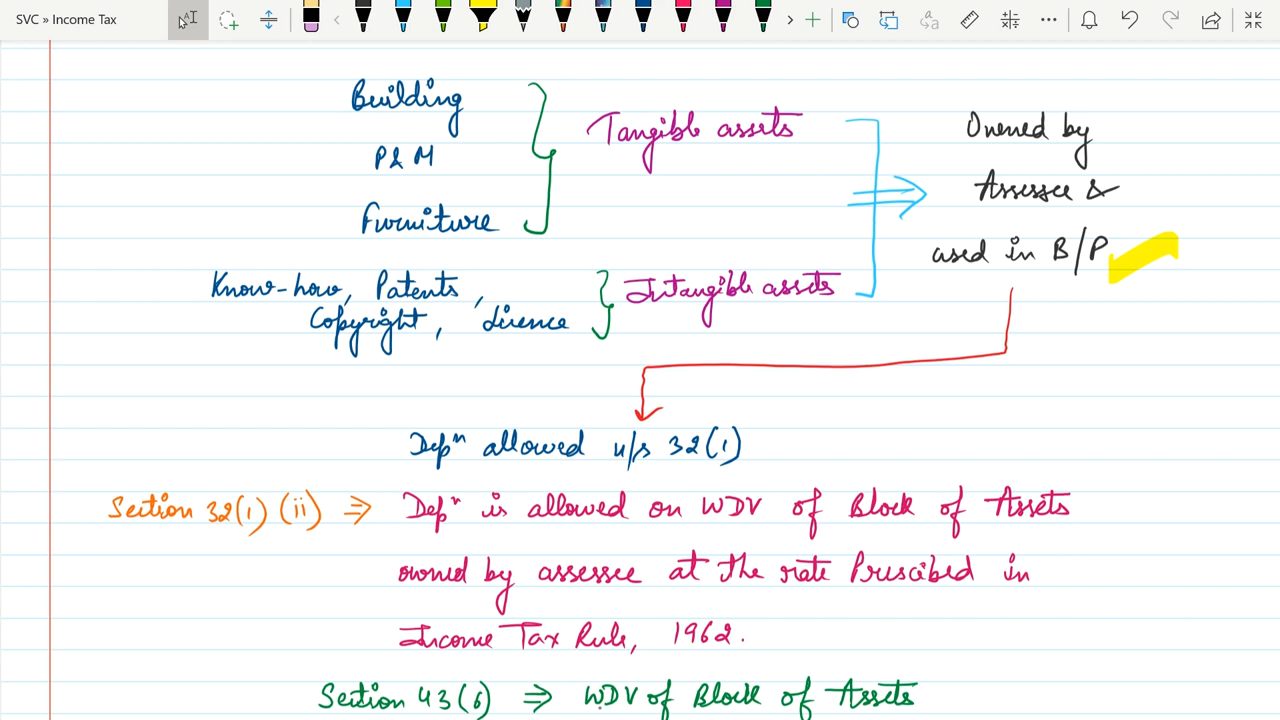 SVC » Income Tax
Building
P & M
Furniture
Tangible assets
Owned by
Assessee &
used in B/P
Know-how, Patents,
Copyright, Licence
Intangible assets
Depⁿ allowed u/s 32(1)
Section 32(1)(ii) ⇒ Depⁿ is allowed on WDV of Block of Assets
owned by assessee at the rate Prescibed in
Income Tax Rule, 1962.
Section 43(6) ⇒ WDV of Block of Assets